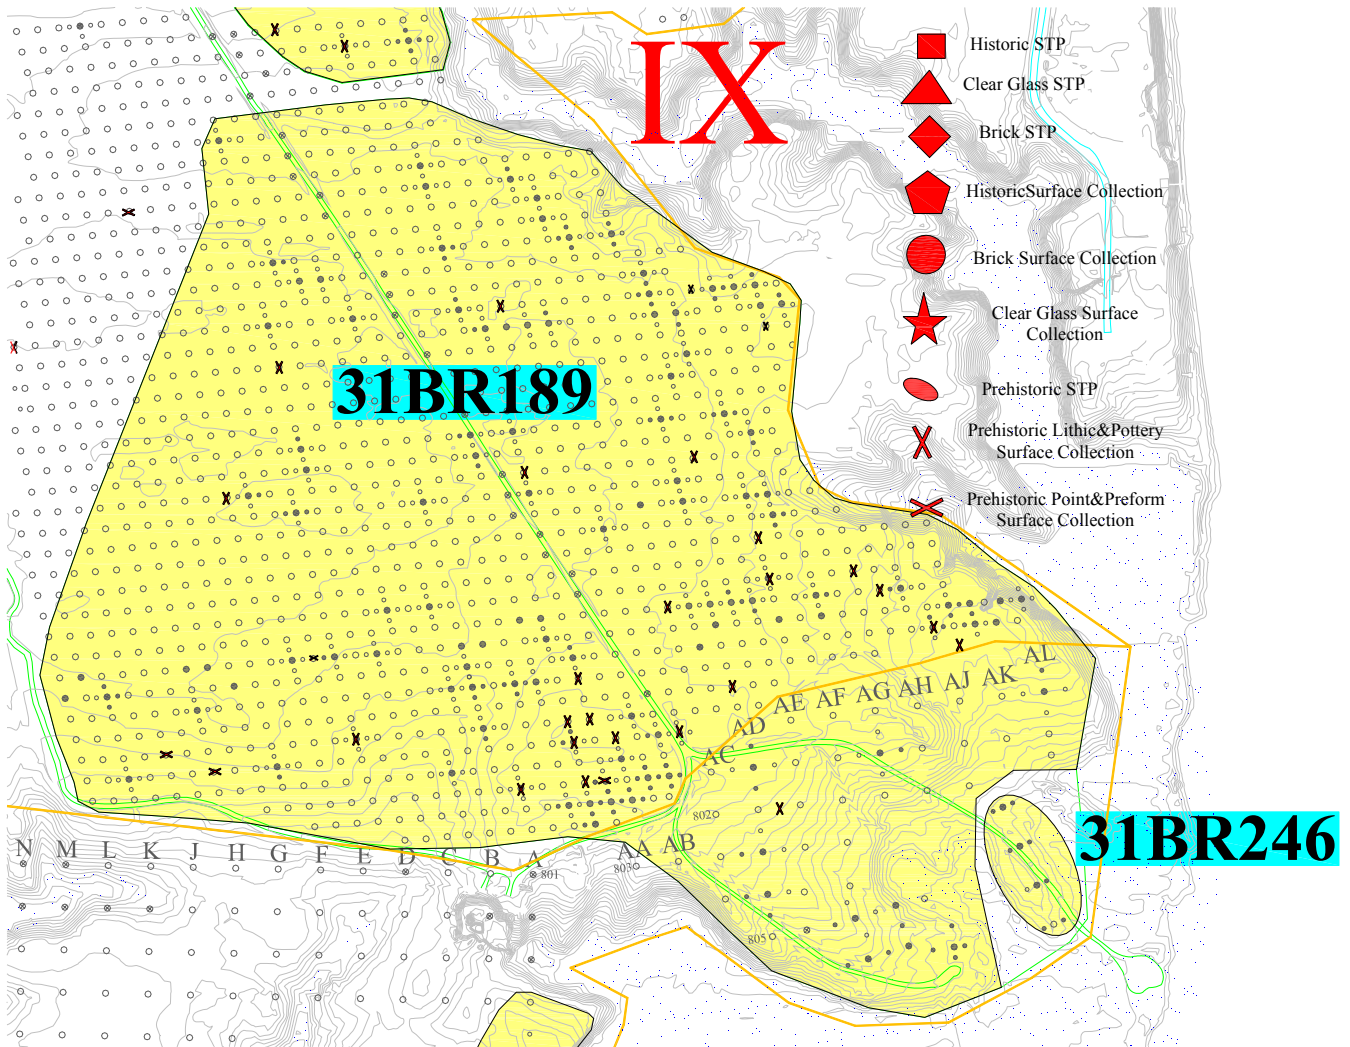 IX
Historic STP
Clear Glass STP
Brick STP
HistoricSurface Collection
Brick Surface Collection
Clear Glass Surface
Collection
Prehistoric STP
Prehistoric Lithic&Pottery
Surface Collection
Prehistoric Point&Preform
Surface Collection
31BR189
AL
AK
AJ
AH
AG
AF
AE
AD
AC
802
31BR246
N M L K J H G F E D C B A AA AB
801
803
805